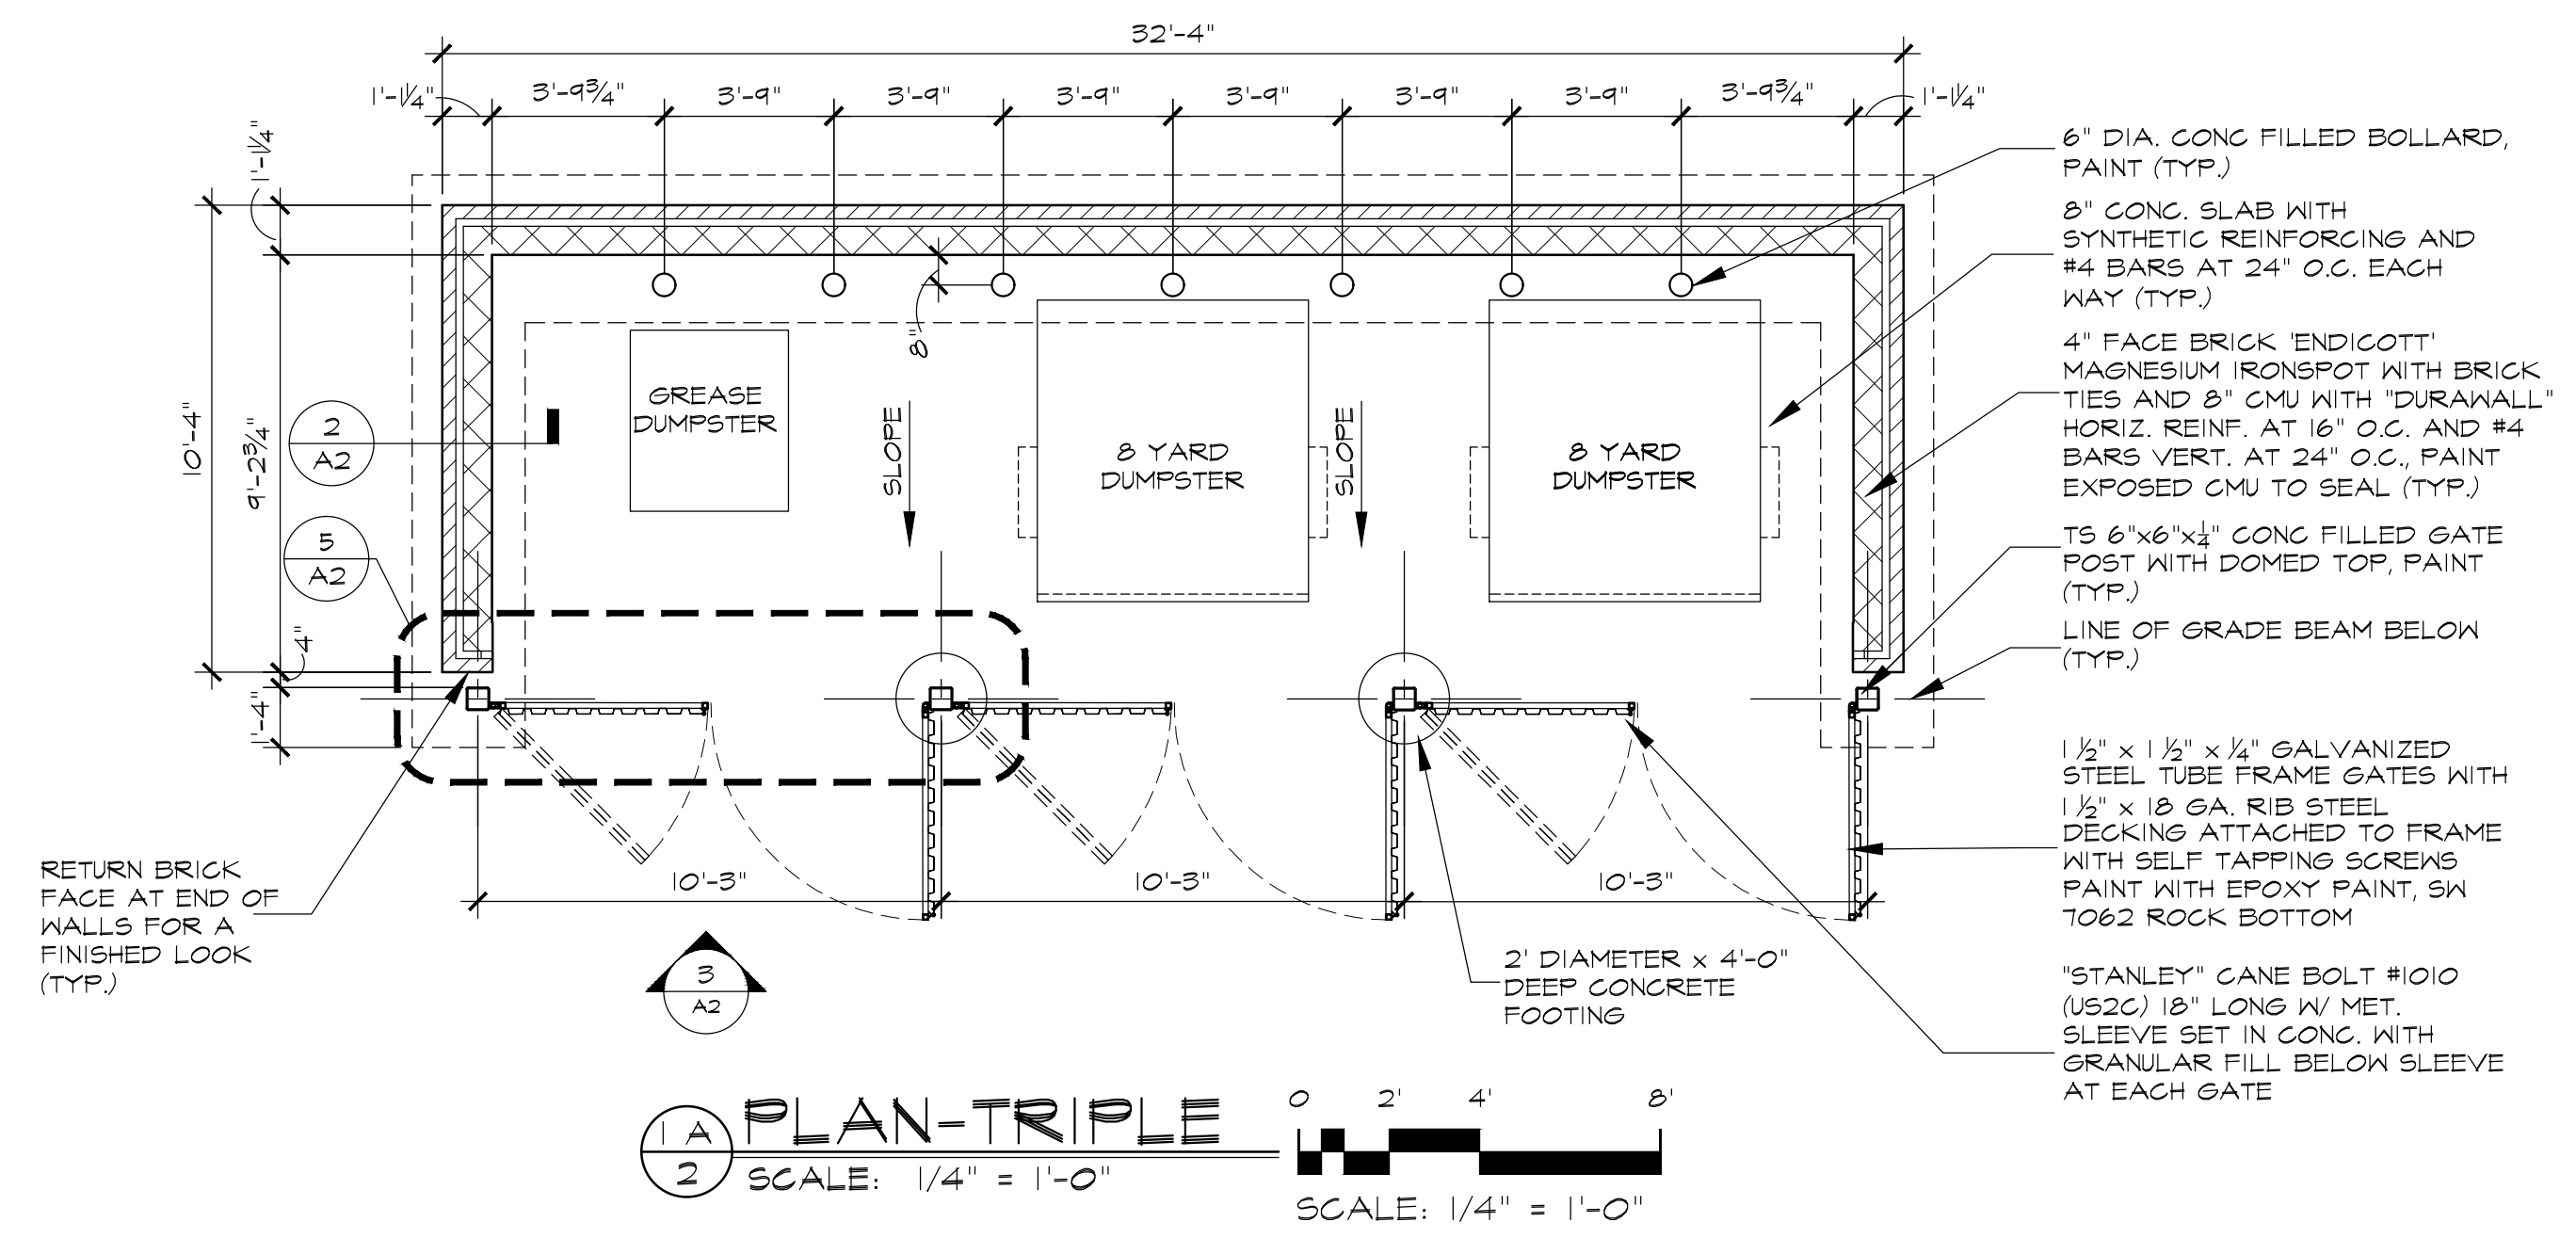 32'-4"
1'-1¼"
3'-9¾"
3'-9"
3'-9"
3'-9"
3'-9"
3'-9"
3'-9"
3'-9¾"
1'-1¼"
1'-1¼"
10'-4"
9'-2¾"
4"
1'-4"
8"
6" DIA. CONC FILLED BOLLARD,
PAINT (TYP.)
8" CONC. SLAB WITH
SYNTHETIC REINFORCING AND
#4 BARS AT 24" O.C. EACH
WAY (TYP.)
4" FACE BRICK 'ENDICOTT'
MAGNESIUM IRONSPOT WITH BRICK
TIES AND 8" CMU WITH "DURAWALL"
HORIZ. REINF. AT 16" O.C. AND #4
BARS VERT. AT 24" O.C., PAINT
EXPOSED CMU TO SEAL (TYP.)
TS 6"x6"x¼" CONC FILLED GATE
POST WITH DOMED TOP, PAINT
(TYP.)
LINE OF GRADE BEAM BELOW
(TYP.)
1 ½" x 1 ½" x ¼" GALVANIZED
STEEL TUBE FRAME GATES WITH
1 ½" x 18 GA. RIB STEEL
DECKING ATTACHED TO FRAME
WITH SELF TAPPING SCREWS
PAINT WITH EPOXY PAINT, SW
7062 ROCK BOTTOM
"STANLEY" CANE BOLT #1010
(US2C) 18" LONG W/ MET.
SLEEVE SET IN CONC. WITH
GRANULAR FILL BELOW SLEEVE
AT EACH GATE
GREASE
DUMPSTER
SLOPE
8 YARD
DUMPSTER
SLOPE
8 YARD
DUMPSTER
2
A2
5
A2
RETURN BRICK
FACE AT END OF
WALLS FOR A
FINISHED LOOK
(TYP.)
10'-3"
10'-3"
10'-3"
3
A2
2' DIAMETER x 4'-0"
DEEP CONCRETE
FOOTING
1 A
2
PLAN-TRIPLE
SCALE: 1/4" = 1'-0"
0 2' 4' 8'
SCALE: 1/4" = 1'-0"